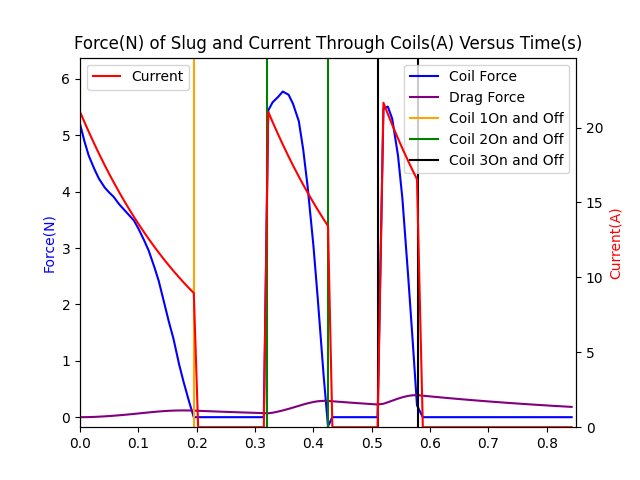 Force(N) of Slug and Current Through Coils(A) Versus Time(s)
Current
Coil Force
Drag Force
Coil 1On and Off
Coil 2On and Off
Coil 3On and Off
Force(N)
6
5
4
3
2
1
0
Current(A)
20
15
10
5
0
0.0 0.1 0.2 0.3 0.4 0.5 0.6 0.7 0.8